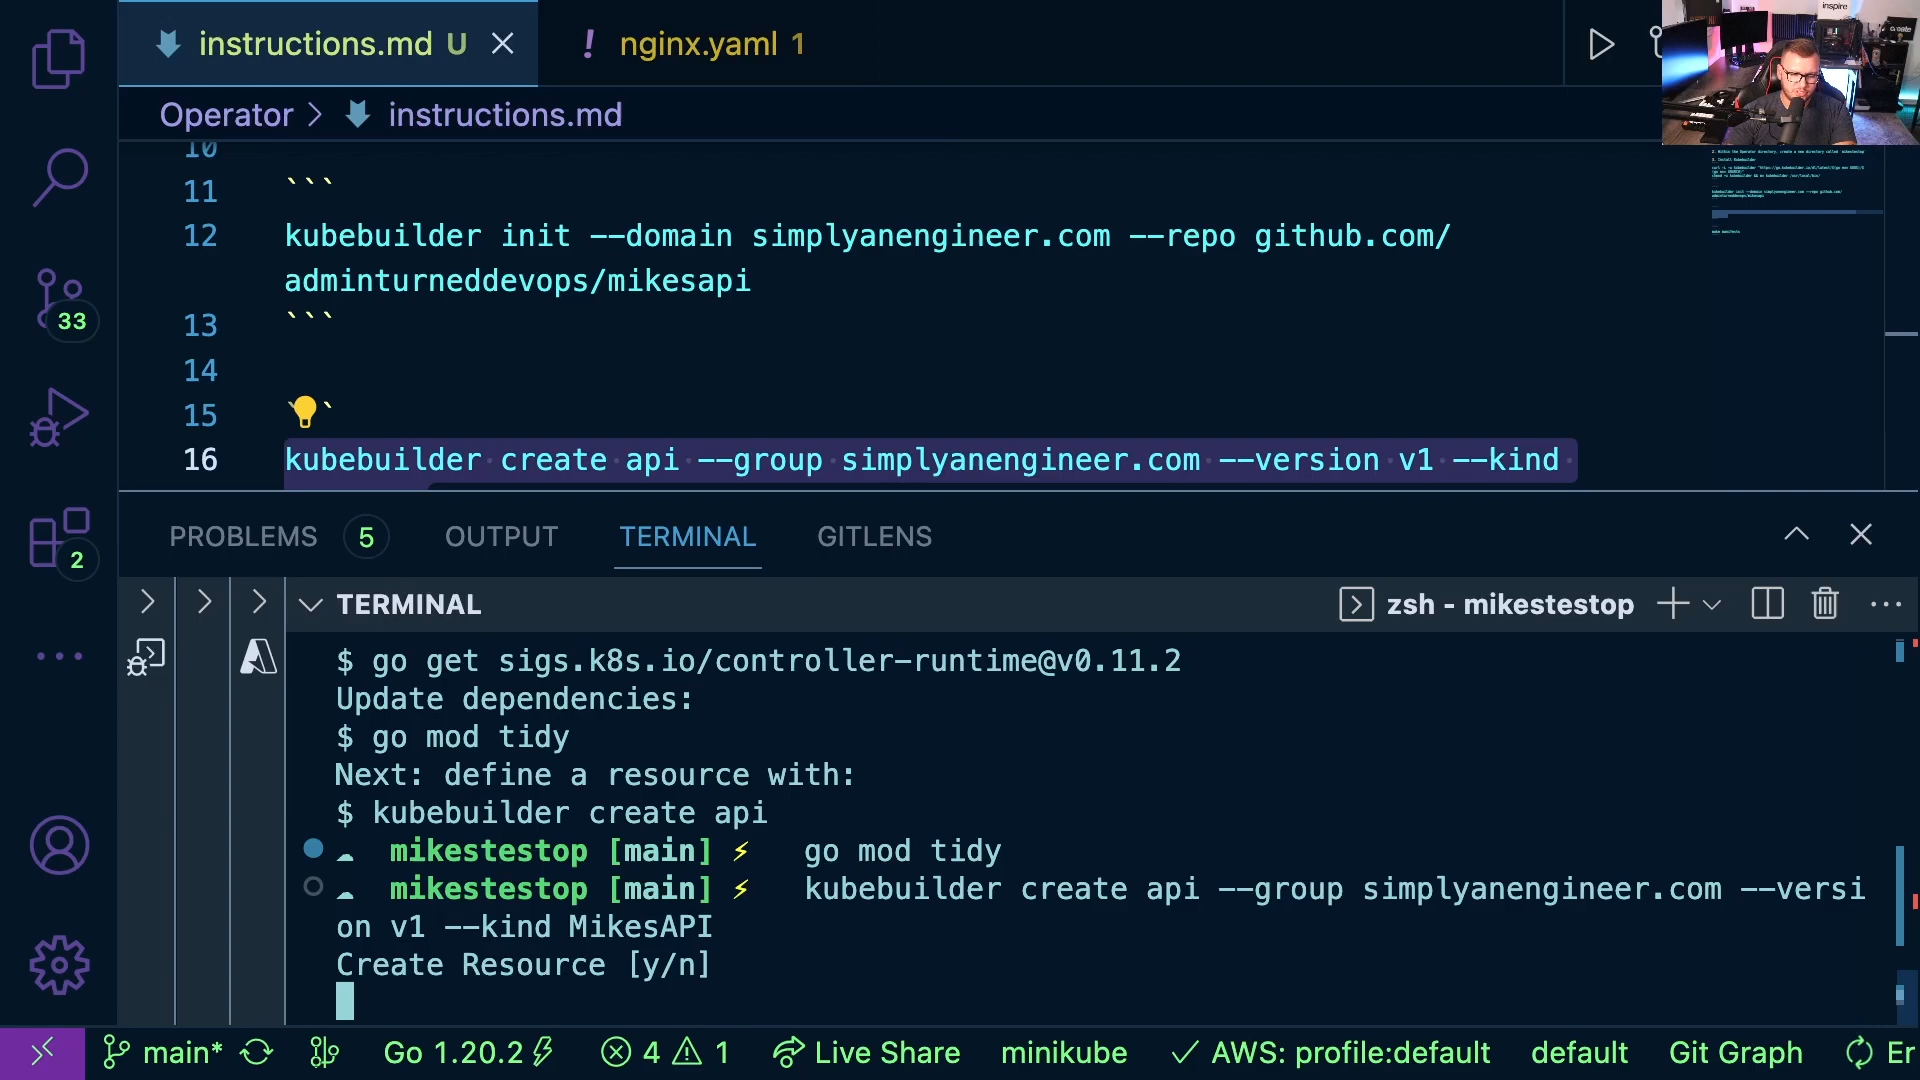 instructions.md U
! nginx.yaml 1
inspire
create
Operator > instructions.md
10
11 ```
12 kubebuilder init --domain simplyanengineer.com --repo github.com/
adminturneddevops/mikesapi
13 ```
14
15 ``
16 kubebuilder create api --group simplyanengineer.com --version v1 --kind
33
2
PROBLEMS 5 OUTPUT TERMINAL GITLENS
TERMINAL
zsh - mikestestop
$ go get sigs.k8s.io/controller-runtime@v0.11.2
Update dependencies:
$ go mod tidy
Next: define a resource with:
$ kubebuilder create api
mikestestop [main] ⚡ go mod tidy
mikestestop [main] ⚡ kubebuilder create api --group simplyanengineer.com --versi
on v1 --kind MikesAPI
Create Resource [y/n]
main* Go 1.20.2 4 1 Live Share minikube AWS: profile:default default Git Graph Er